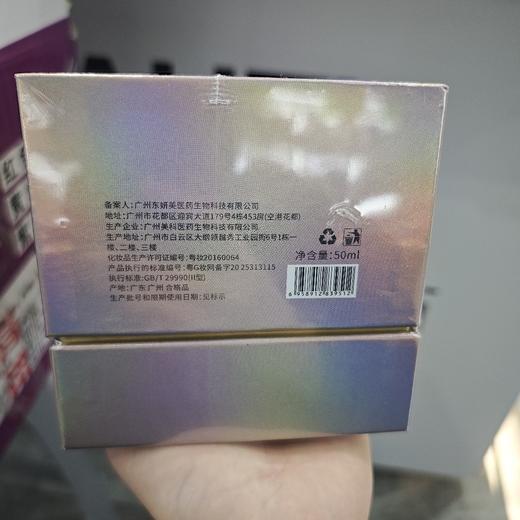 备案人:广州东妍美医药生物科技有限公司
地址:广州市花都区迎宾大道179号4栋453房(空港花都)
生产企业:广州美科医药生物科技有限公司
生产地址:广州市白云区大纲领越秀工业园街6号1栋一
楼、二楼、三楼
化妆品生产许可证编号:粤妆20160064
产品执行的标准编号:粤G妆网备字2025313115
执行标准:GB/T 29990(II型)
产地:广东 广州 合格品
生产批号和限期使用日期:见标示
净含量:50ml
6 958912 839512